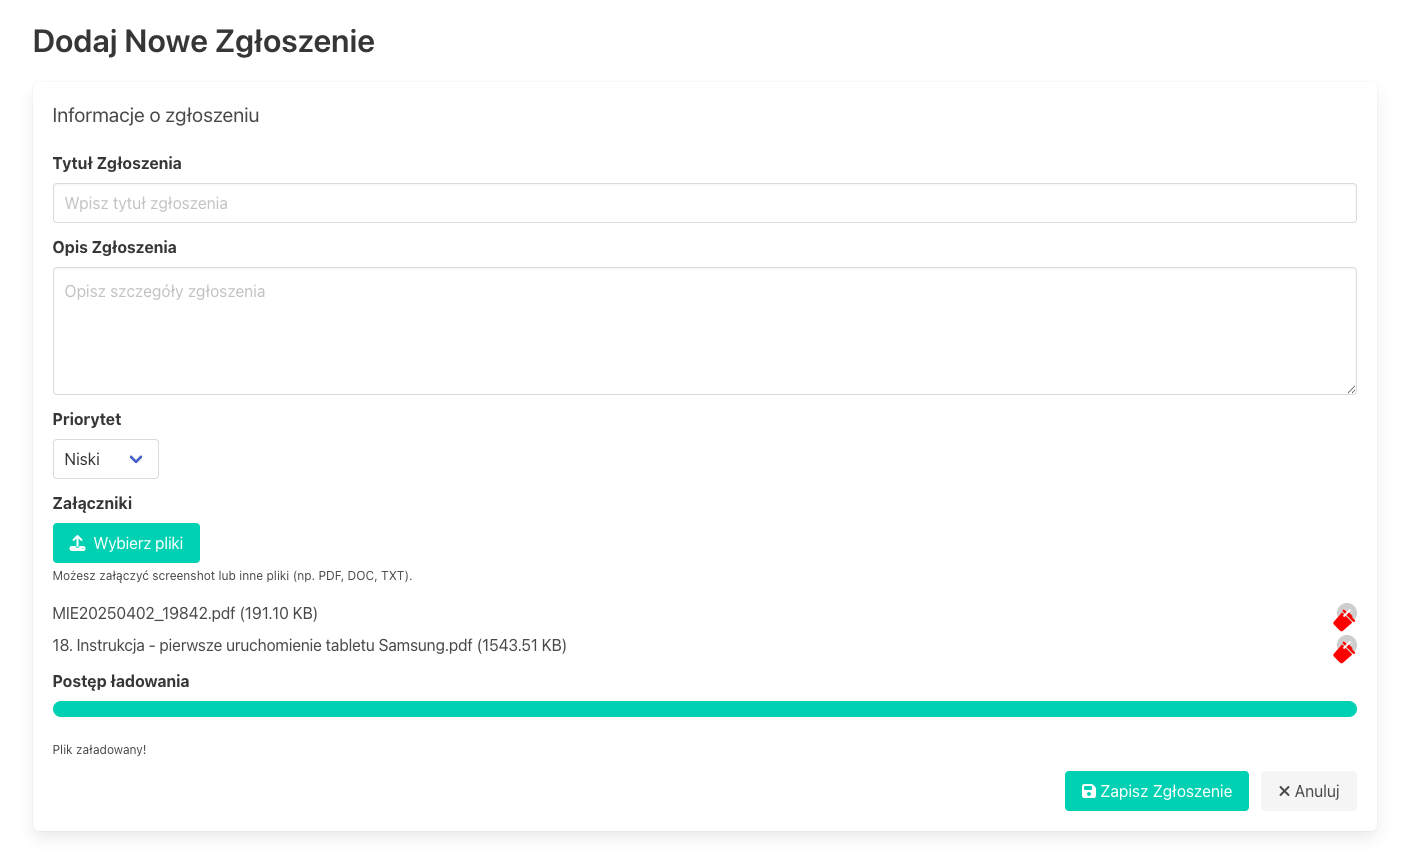 Dodaj Nowe Zgłoszenie
Informacje o zgłoszeniu
Tytuł Zgłoszenia
Wpisz tytuł zgłoszenia
Opis Zgłoszenia
Opisz szczegóły zgłoszenia
Priorytet
Niski
Załączniki
Wybierz pliki
Możesz załączyć screenshot lub inne pliki (np. PDF, DOC, TXT).
MIE20250402_19842.pdf (191.10 KB)
18. Instrukcja - pierwsze uruchomienie tabletu Samsung.pdf (1543.51 KB)
Postęp ładowania
Plik załadowany!
Zapisz Zgłoszenie
Anuluj